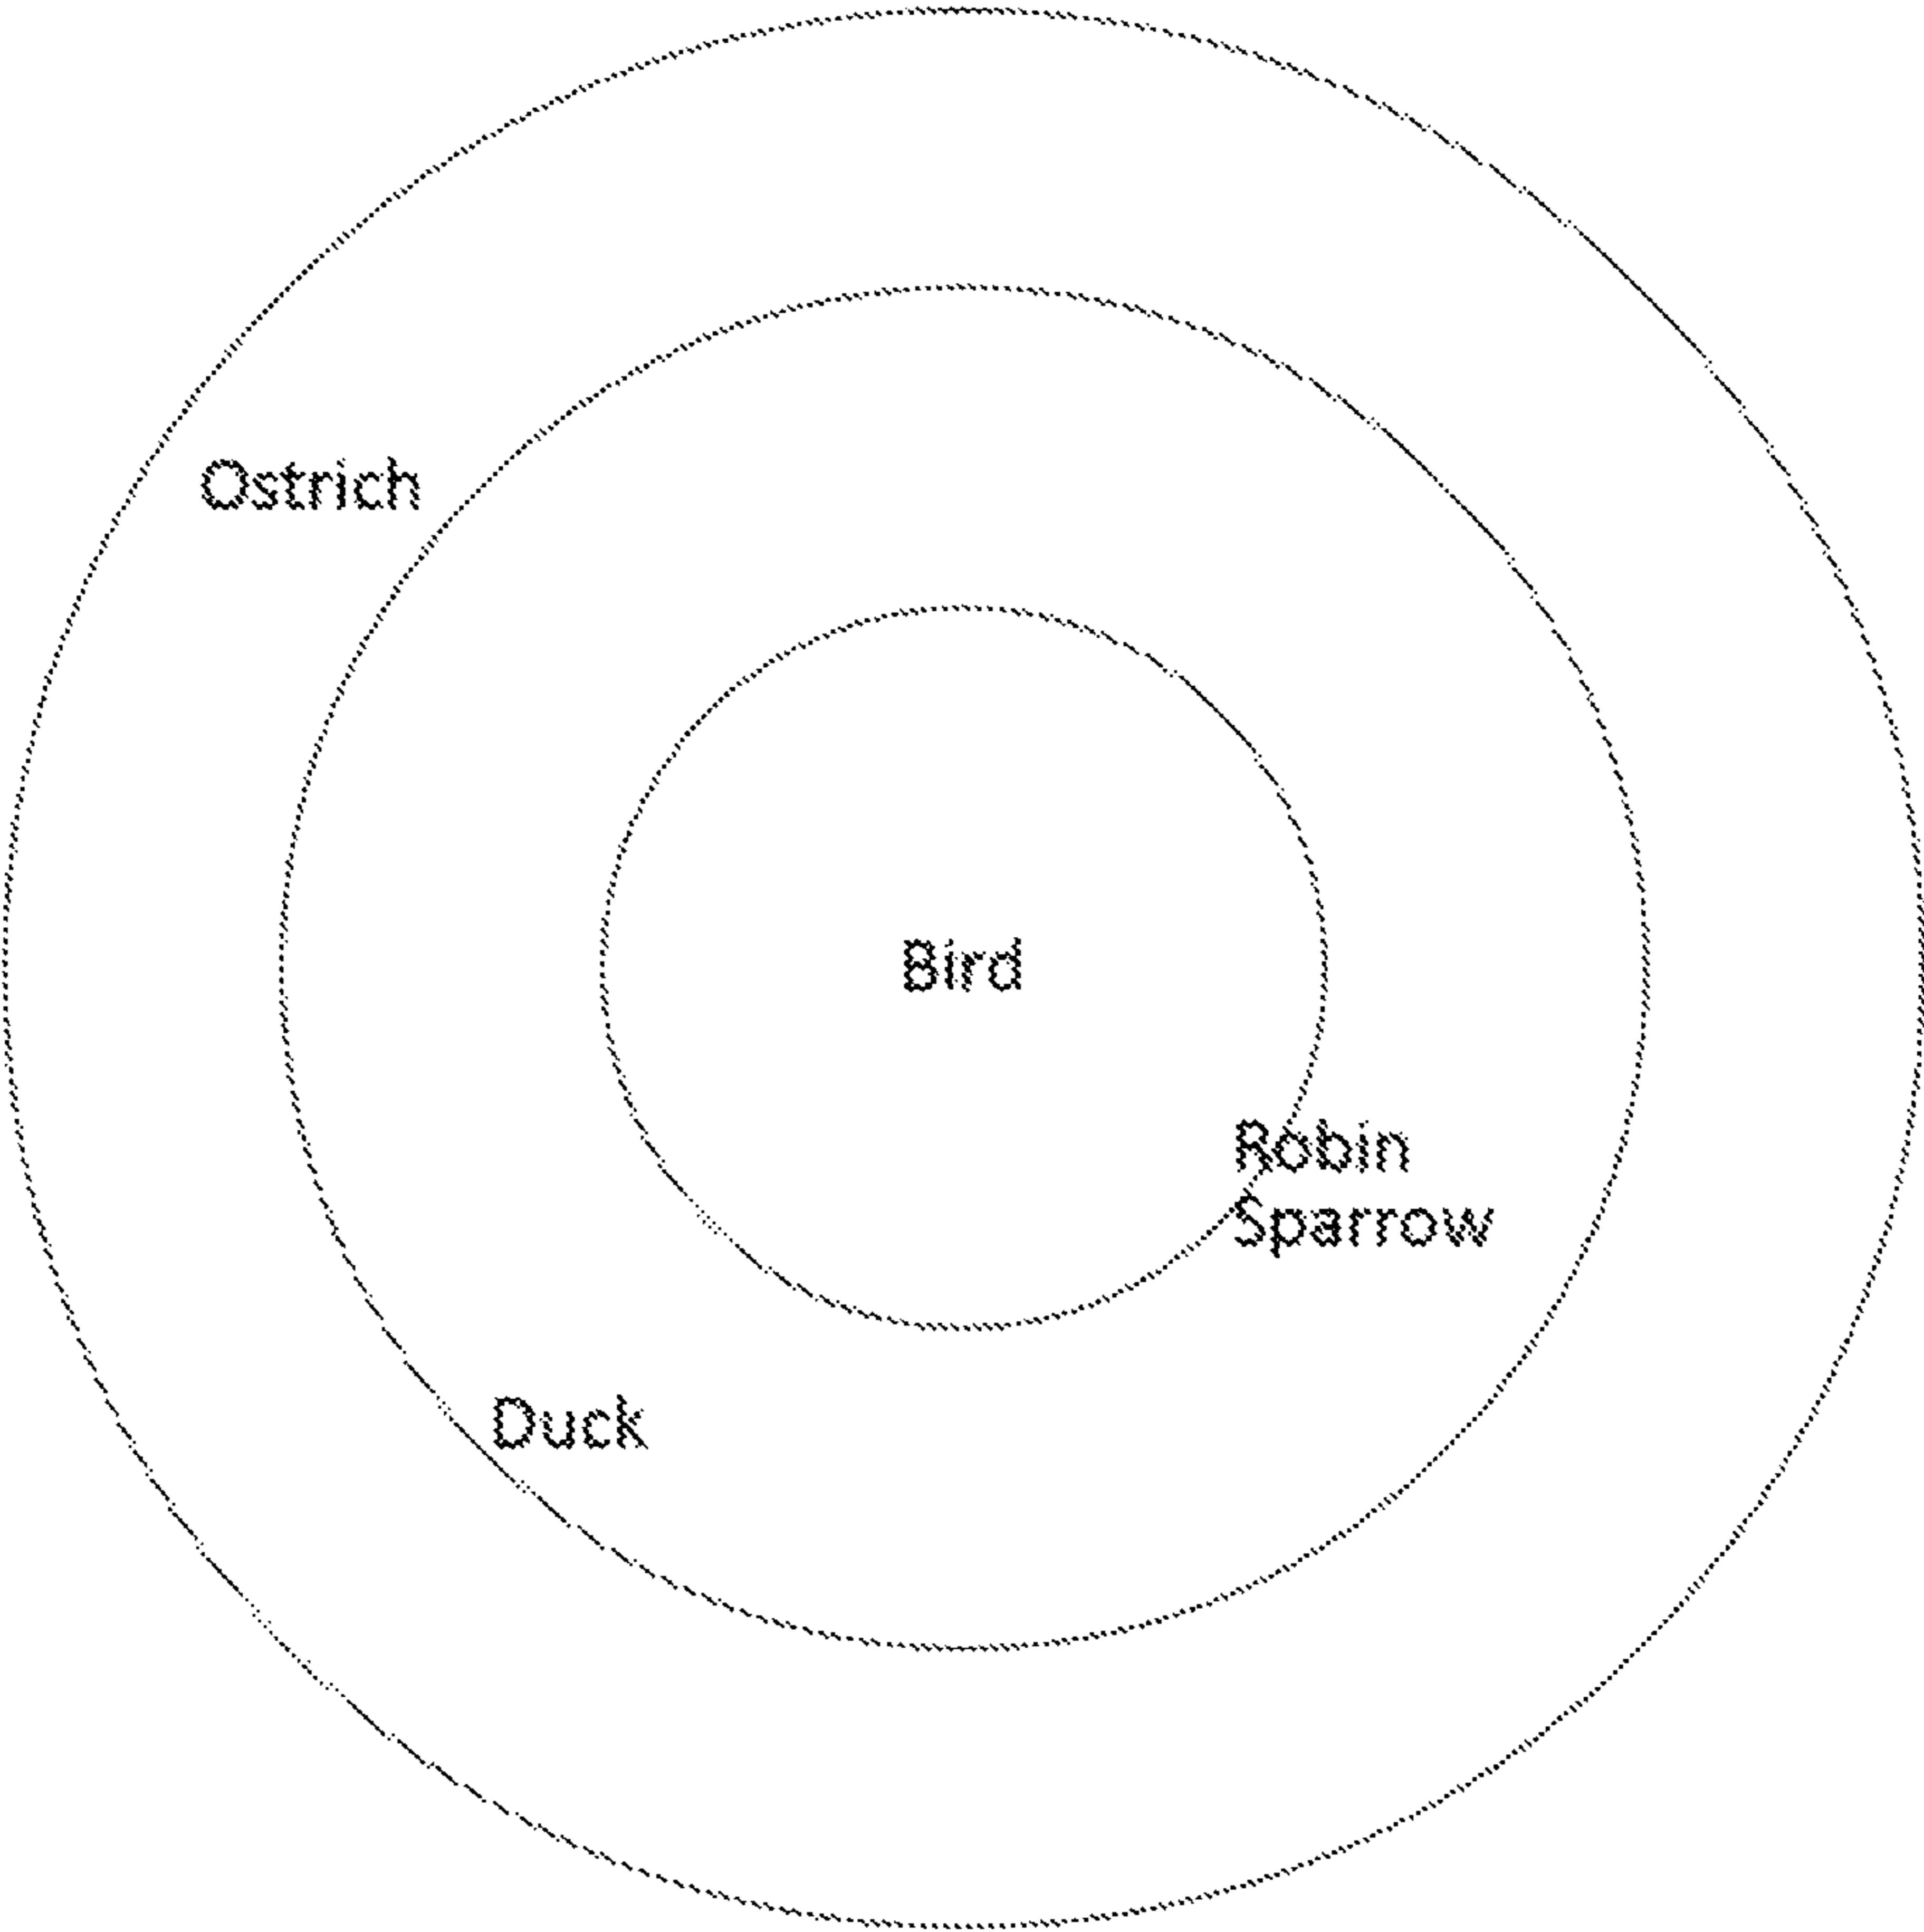 Ostrich
Bird
Robin
Sparrow
Duck